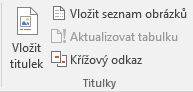 Vložit
titulek
Vložit seznam obrázků
Aktualizovat tabulku
Křížový odkaz
Titulky